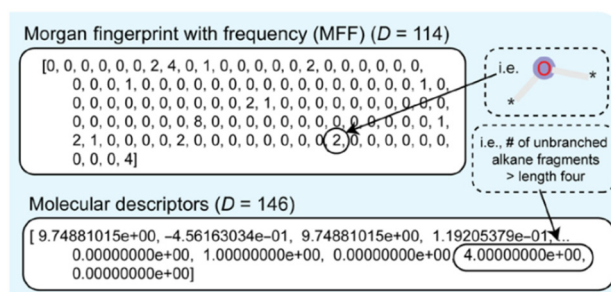 Morgan fingerprint with frequency (MFF) (D = 114)
[0, 0, 0, 0, 0, 0, 2, 4, 0, 1, 0, 0, 0, 0, 0, 0, 2, 0, 0, 0, 0, 0, 0,
0, 0, 0, 1, 0, 0, 0, 0, 0, 0, 0, 0, 0, 0, 0, 0, 0, 0, 0, 0, 1, 0,
0, 0, 0, 0, 0, 0, 0, 0, 0, 0, 2, 1, 0, 0, 0, 0, 0, 0, 0, 0, 0, 0,
0, 0, 0, 0, 0, 0, 0, 8, 0, 0, 0, 0, 0, 0, 0, 0, 0, 0, 0, 0, 0, 1,
2, 1, 0, 0, 0, 0, 2, 0, 0, 0, 0, 0, 0, 0, 0, 0, 2, 0, 0, 0, 0, 0, 0,
0, 0, 0, 4]
i.e.
O
*
*
i.e., # of unbranched
alkane fragments
> length four
Molecular descriptors (D = 146)
[ 9.74881015e+00, −4.56163034e−01, 9.74881015e+00, 1.19205379e−01, ...
0.00000000e+00, 1.00000000e+00, 0.00000000e+00, 4.00000000e+00,
0.00000000e+00]